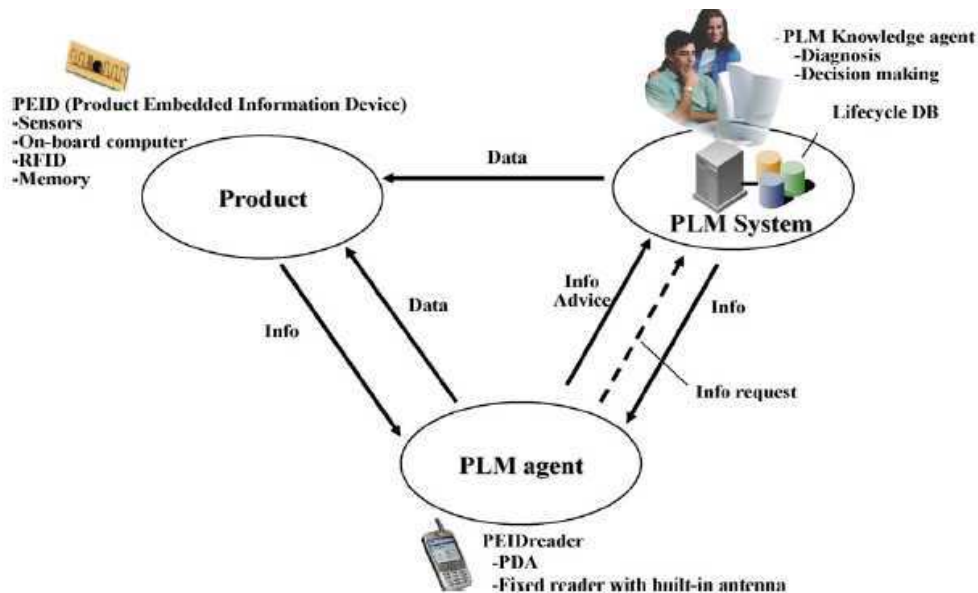 - PLM Knowledge agent
-Diagnosis
-Decision making
Lifecycle DB
PEID (Product Embedded Information Device)
-Sensors
-On-board computer
-RFID
-Memory
Data
Product
PLM System
Info
Data
Info
Advice
Info
Info request
PLM agent
PEIDreader
-PDA
-Fixed reader with built-in antenna